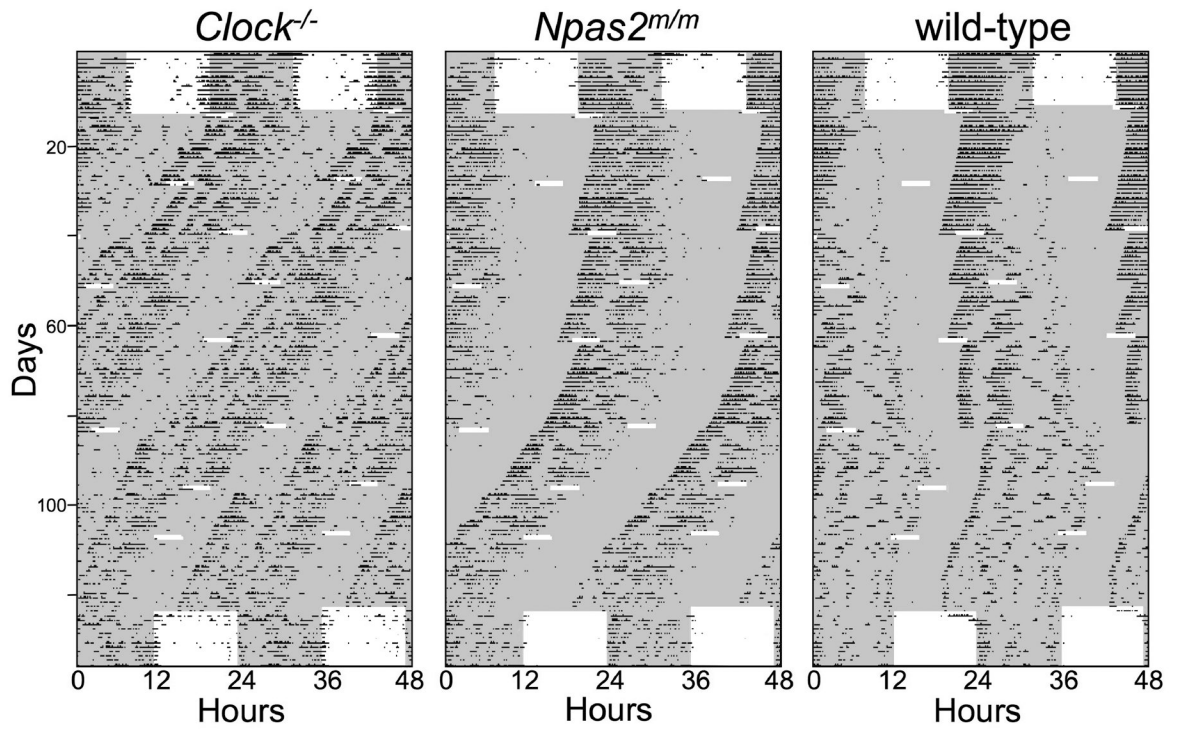 Clock-/- Npas2m/m wild-type
20
60
100
Days
0 12 24 36 48 0 12 24 36 48 0 12 24 36 48
Hours Hours Hours